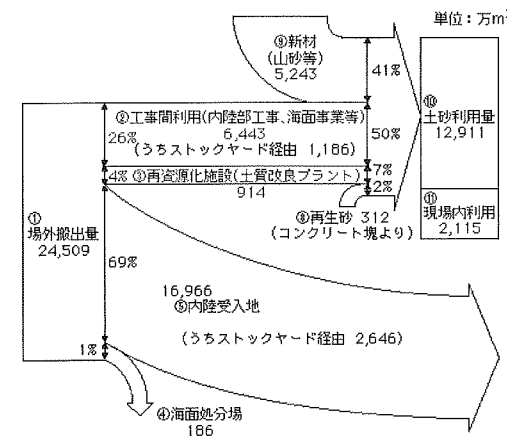 単位：万m³
⑨新材
(山砂等)
5,243
41%
②工事間利用(内陸部工事、海面事業等)
26%
6,443
50%
(うちストックヤード経由 1,186)
⑩
土砂利用量
12,911
4%
③再資源化施設(土質改良プラント)
7%
914
2%
⑧再生砂 312
(コンクリート塊より)
⑪
現場内利用
2,115
①
場外搬出量
24,509
69%
16,966
⑤内陸受入地
(うちストックヤード経由 2,646)
1%
④海面処分場
186